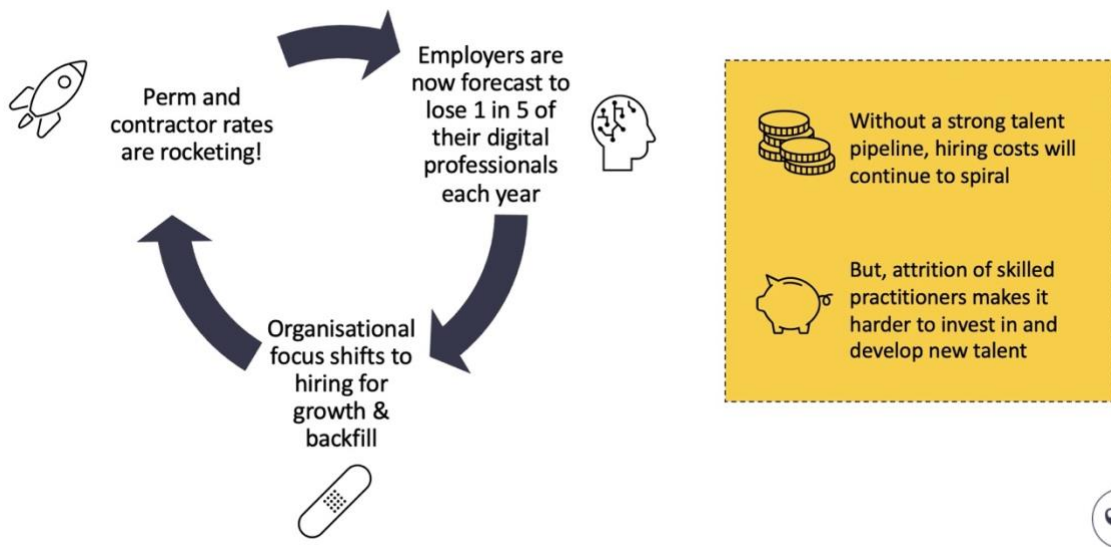 Perm and
contractor rates
are rocketing!
Employers are
now forecast to
lose 1 in 5 of
their digital
professionals
each year
Organisational
focus shifts to
hiring for
growth &
backfill
Without a strong talent
pipeline, hiring costs will
continue to spiral
But, attrition of skilled
practitioners makes it
harder to invest in and
develop new talent